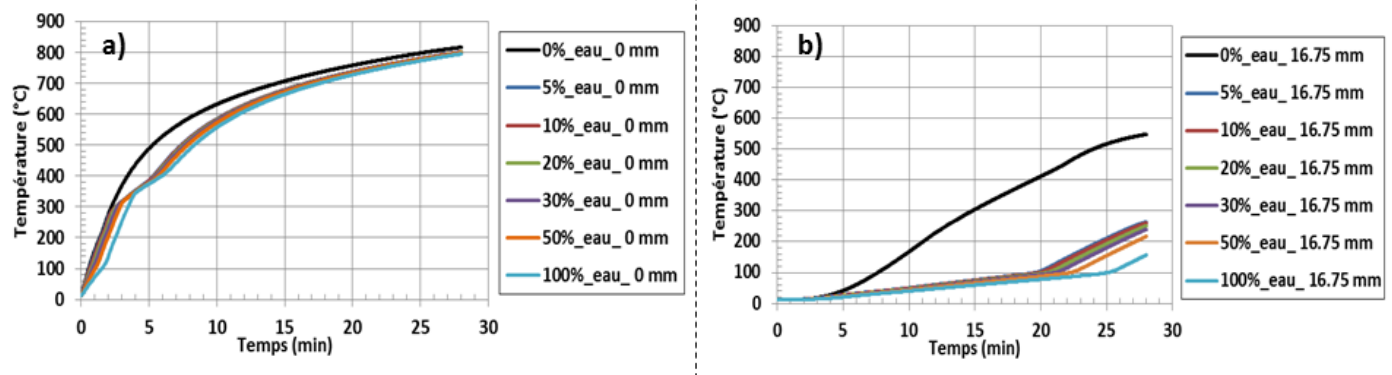 a)
Température (°C)
900
800
700
600
500
400
300
200
100
0
0 5 10 15 20 25 30
Temps (min)
0%_eau_ 0 mm
5%_eau_ 0 mm
10%_eau_ 0 mm
20%_eau_ 0 mm
30%_eau_ 0 mm
50%_eau_ 0 mm
100%_eau_ 0 mm
b)
Température (°C)
900
800
700
600
500
400
300
200
100
0
0 5 10 15 20 25 30
Temps (min)
0%_eau_ 16.75 mm
5%_eau_ 16.75 mm
10%_eau_ 16.75 mm
20%_eau_ 16.75 mm
30%_eau_ 16.75 mm
50%_eau_ 16.75 mm
100%_eau_ 16.75 mm